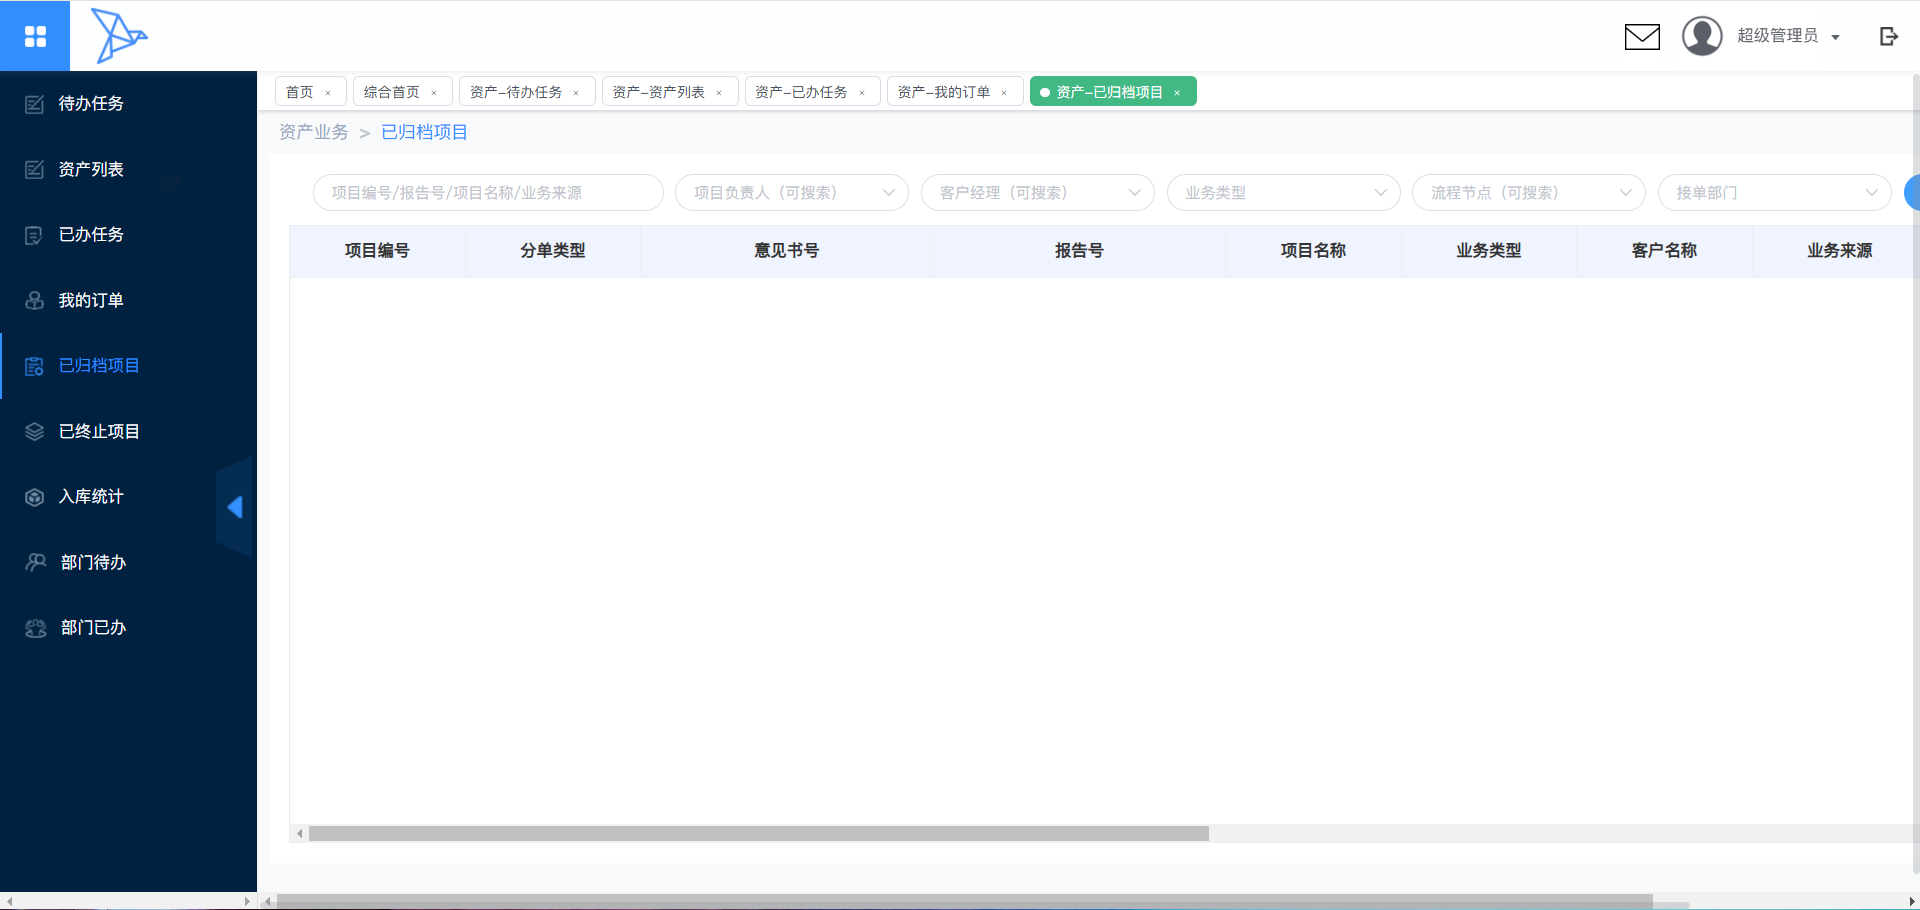 超级管理员
首页 × 综合首页 × 资产-待办任务 × 资产-资产列表 × 资产-已办任务 × 资产-我的订单 × 资产-已归档项目 ×
资产业务 > 已归档项目
待办任务
资产列表
已办任务
我的订单
已归档项目
已终止项目
入库统计
部门待办
部门已办
项目编号/报告号/项目名称/业务来源 项目负责人（可搜索） 客户经理（可搜索） 业务类型 流程节点（可搜索） 接单部门
项目编号 分单类型 意见书号 报告号 项目名称 业务类型 客户名称 业务来源